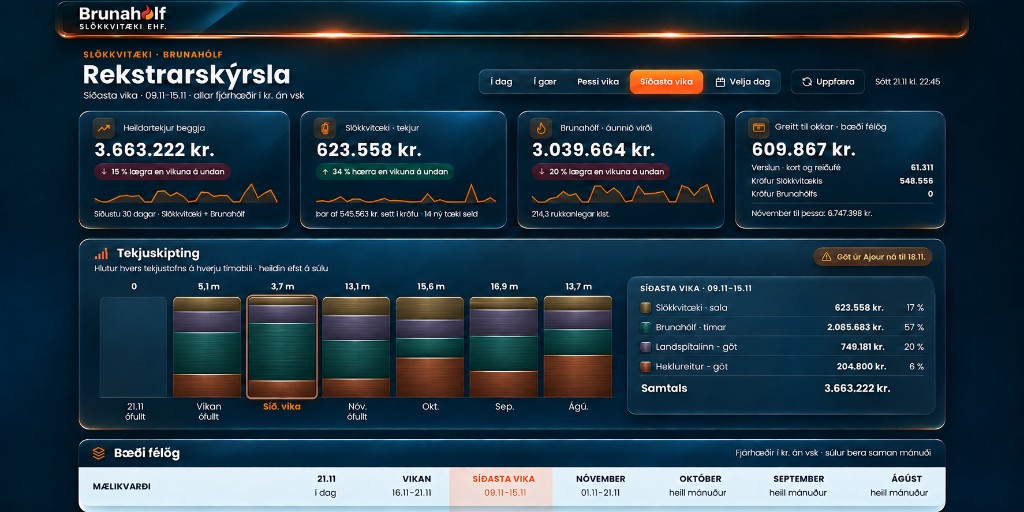 Brunahólf
SLÖKKVITÆKI EHF.
SLÖKKVITÆKI · BRUNAHÓLF
Rekstrarskýrsla
Síðasta vika · 09.11–15.11 · allar fjárhæðir í kr. án vsk
Í dag
Í gær
Þessi vika
Síðasta vika
Velja dag
Uppfæra
Sótt 21.11 kl. 22:45
Heildartekjur beggja
3.663.222 kr.
↓ 15 % lægra en vikuna á undan
Síðustu 30 dagar · Slökkvitæki + Brunahólf
Slökkvitæki · tekjur
623.558 kr.
↑ 34 % hærra en vikuna á undan
þar af 545.563 kr. sett í kröfu · 14 ný tæki seld
Brunahólf · áunnið virði
3.039.664 kr.
↓ 20 % lægra en vikuna á undan
214,3 rukkanlegar klst.
Greitt til okkar · bæði félög
609.867 kr.
Verslun · kort og reiðufé 61.311
Kröfur Slökkvitækis 548.556
Kröfur Brunahólfs 0
Nóvember til þessa: 6.747.398 kr.
Tekjuskipting
Hlutur hvers tekjustofns á hverju tímabili · heildin efst á súlu
Göt úr Ajour ná til 18.11.
0 5,1 m 3,7 m 13,1 m 15,6 m 16,9 m 13,7 m
21.11 Vikan Síð. vika Nóv. Okt. Sep. Ágú.
ófullt ófullt ófullt
SÍÐASTA VIKA · 09.11–15.11
Slökkvitæki · sala 623.558 kr. 17 %
Brunahólf · tímar 2.085.683 kr. 57 %
Landspítalinn – göt 749.181 kr. 20 %
Heklureitur – göt 204.800 kr. 6 %
Samtals 3.663.222 kr.
Bæði félög
Fjárhæðir í kr. án vsk · súlur bera saman mánuði
MÆLIKVARÐI 21.11 VIKAN SÍÐASTA VIKA NÓVEMBER OKTÓBER SEPTEMBER ÁGÚST
í dag 16.11–21.11 09.11–15.11 01.11–21.11 heill mánuður heill mánuður heill mánuður